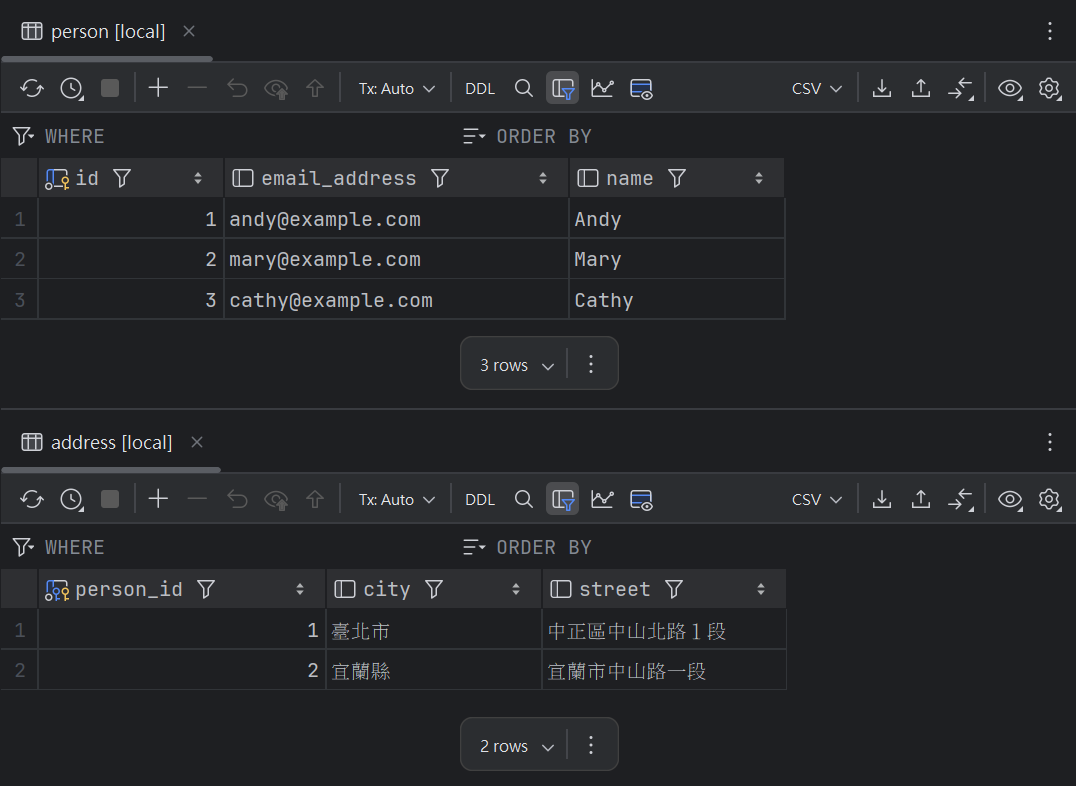 person [local]
Tx: Auto DDL CSV
WHERE ORDER BY
id email_address name
1 1 andy@example.com Andy
2 2 mary@example.com Mary
3 3 cathy@example.com Cathy
3 rows
address [local]
Tx: Auto DDL CSV
WHERE ORDER BY
person_id city street
1 1 臺北市 中正區中山北路１段
2 2 宜蘭縣 宜蘭市中山路一段
2 rows